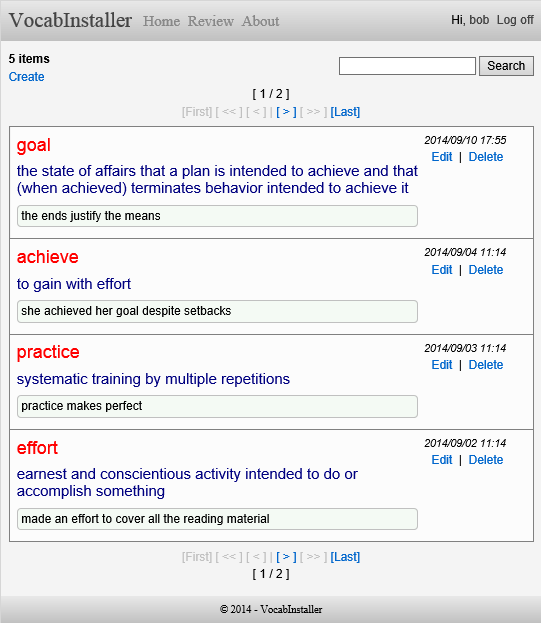 VocabInstaller Home Review About Hi, bob Log off
5 items
Create
Search
[ 1 / 2 ]
[First] [ << ] [ < ] | [ > ] [ >> ] [Last]
goal
2014/09/10 17:55
Edit | Delete
the state of affairs that a plan is intended to achieve and that
(when achieved) terminates behavior intended to achieve it
the ends justify the means
achieve
2014/09/04 11:14
Edit | Delete
to gain with effort
she achieved her goal despite setbacks
practice
2014/09/03 11:14
Edit | Delete
systematic training by multiple repetitions
practice makes perfect
effort
2014/09/02 11:14
Edit | Delete
earnest and conscientious activity intended to do or
accomplish something
made an effort to cover all the reading material
[First] [ << ] [ < ] | [ > ] [ >> ] [Last]
[ 1 / 2 ]
© 2014 - VocabInstaller